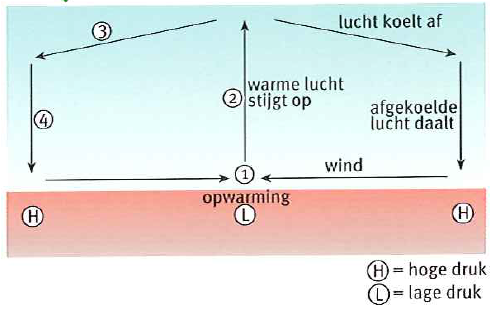 lucht koelt af
3
warme lucht
stijgt op
2
afgekoelde
lucht daalt
4
wind
1
opwarming
H
L
H
H = hoge druk
L = lage druk